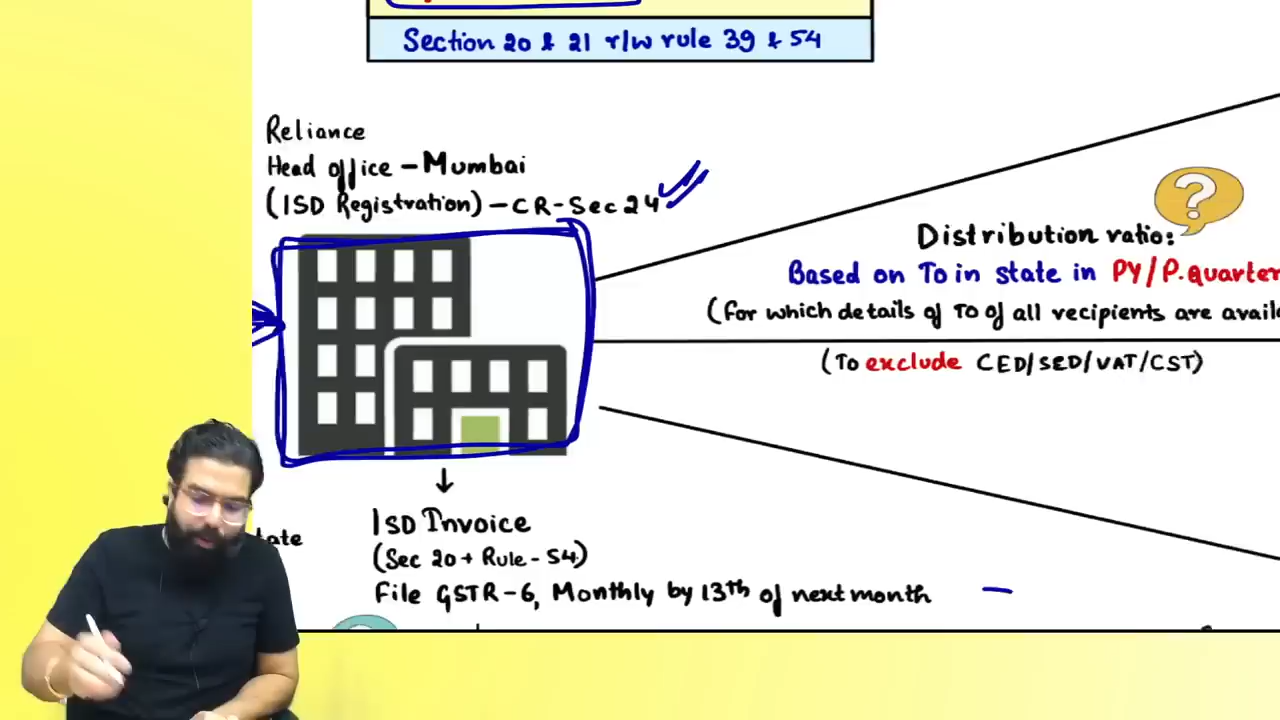 Section 20 & 21 r/w rule 39 & 54
Reliance
Head office - Mumbai
(ISD Registration) - CR - Sec 24
?
Distribution ratio:
Based on To in state in PY/P.quarter
(For which details of TO of all recipients are avail
(To exclude CED/SED/VAT/CST)
ISD Invoice
(Sec 20 + Rule - 54)
File GSTR-6, Monthly by 13th of next month